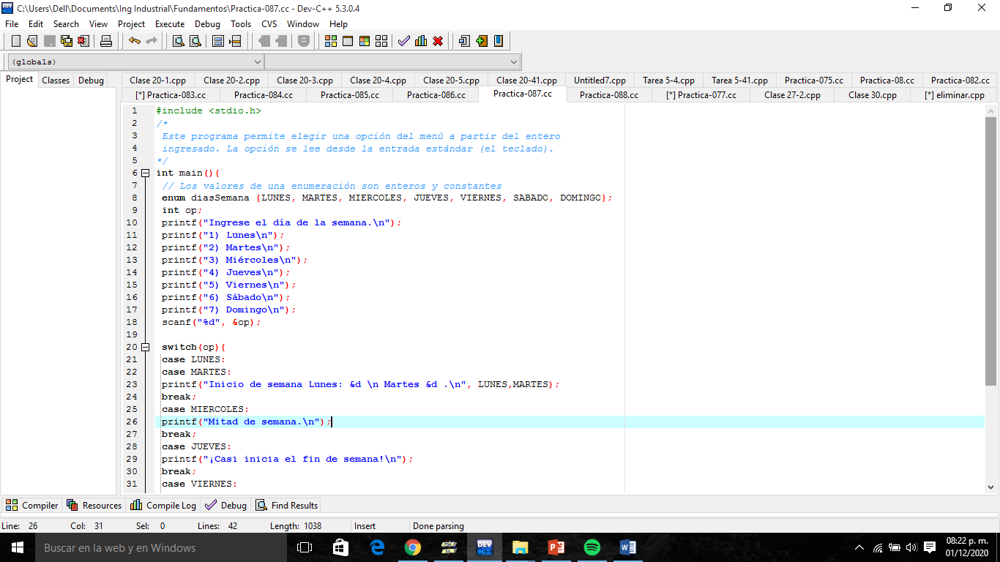 C:\Users\Dell\Documents\Ing Industrial\Fundamentos\Practica-087.cc - Dev-C++ 5.3.0.4
File Edit Search View Project Execute Debug Tools CVS Window Help
(globals)
Project Classes Debug
Clase 20-1.cpp Clase 20-2.cpp Clase 20-3.cpp Clase 20-4.cpp Clase 20-5.cpp Clase 20-41.cpp Untitled7.cpp Tarea 5-4.cpp Tarea 5-41.cpp Practica-075.cc Practica-08.cc Practica-082.cc
[*] Practica-083.cc Practica-084.cc Practica-085.cc Practica-086.cc Practica-087.cc Practica-088.cc [*] Practica-077.cc Clase 27-2.cpp Clase 30.cpp [*] eliminar.cpp
1 #include <stdio.h>
2 /*
3 Este programa permite elegir una opción del menú a partir del entero
4 ingresado. La opción se lee desde la entrada estándar (el teclado).
5 */
6 int main(){
7 // Los valores de una enumeración son enteros y constantes
8 enum diasSemana {LUNES, MARTES, MIERCOLES, JUEVES, VIERNES, SABADO, DOMINGO};
9 int op;
10 printf("Ingrese el día de la semana.\n");
11 printf("1) Lunes\n");
12 printf("2) Martes\n");
13 printf("3) Miércoles\n");
14 printf("4) Jueves\n");
15 printf("5) Viernes\n");
16 printf("6) Sábado\n");
17 printf("7) Domingo\n");
18 scanf("%d", &op);
19
20 switch(op){
21 case LUNES:
22 case MARTES:
23 printf("Inicio de semana Lunes: &d \n Martes &d .\n", LUNES,MARTES);
24 break;
25 case MIERCOLES:
26 printf("Mitad de semana.\n");
27 break;
28 case JUEVES:
29 printf("¡Casi inicia el fin de semana!\n");
30 break;
31 case VIERNES:
Compiler Resources Compile Log Debug Find Results
Line: 26 Col: 31 Sel: 0 Lines: 42 Length: 1038 Insert Done parsing
Buscar en la web y en Windows
08:22 p. m.
01/12/2020